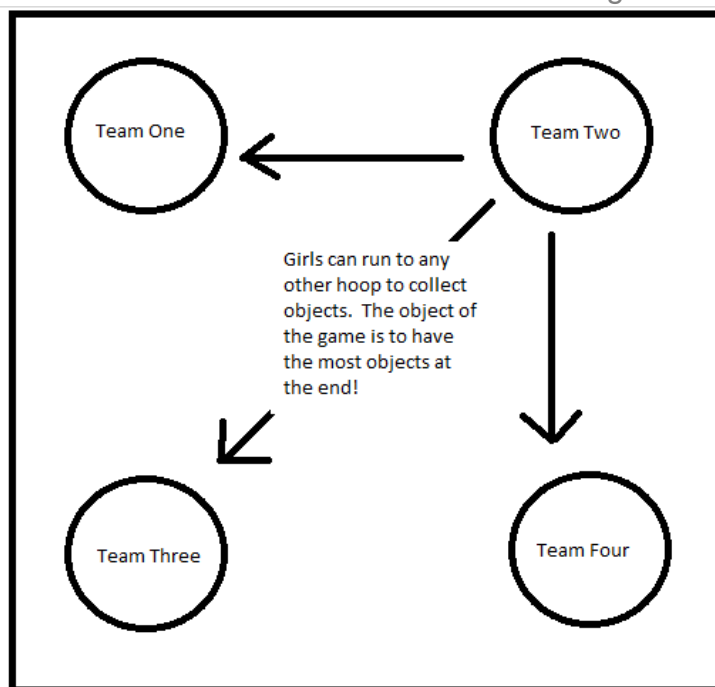 Team One
Team Two
Girls can run to any
other hoop to collect
objects.  The object of
the game is to have
the most objects at
the end!
Team Three
Team Four